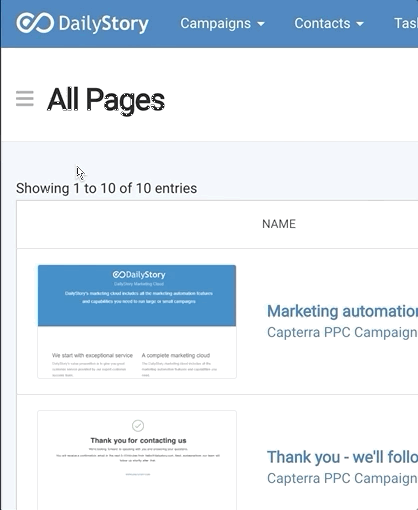 DailyStory Campaigns Contacts Tas
All Pages
Showing 1 to 10 of 10 entries
NAME
DailyStory
DailyStory Marketing Cloud
DailyStory's marketing cloud includes all the marketing automation features
and capabilities you need to run large or small campaigns
We start with exceptional service A complete marketing cloud
Marketing automation
Capterra PPC Campaign
Thank you for contacting us
Thank you - we'll follo
Capterra PPC Campaign